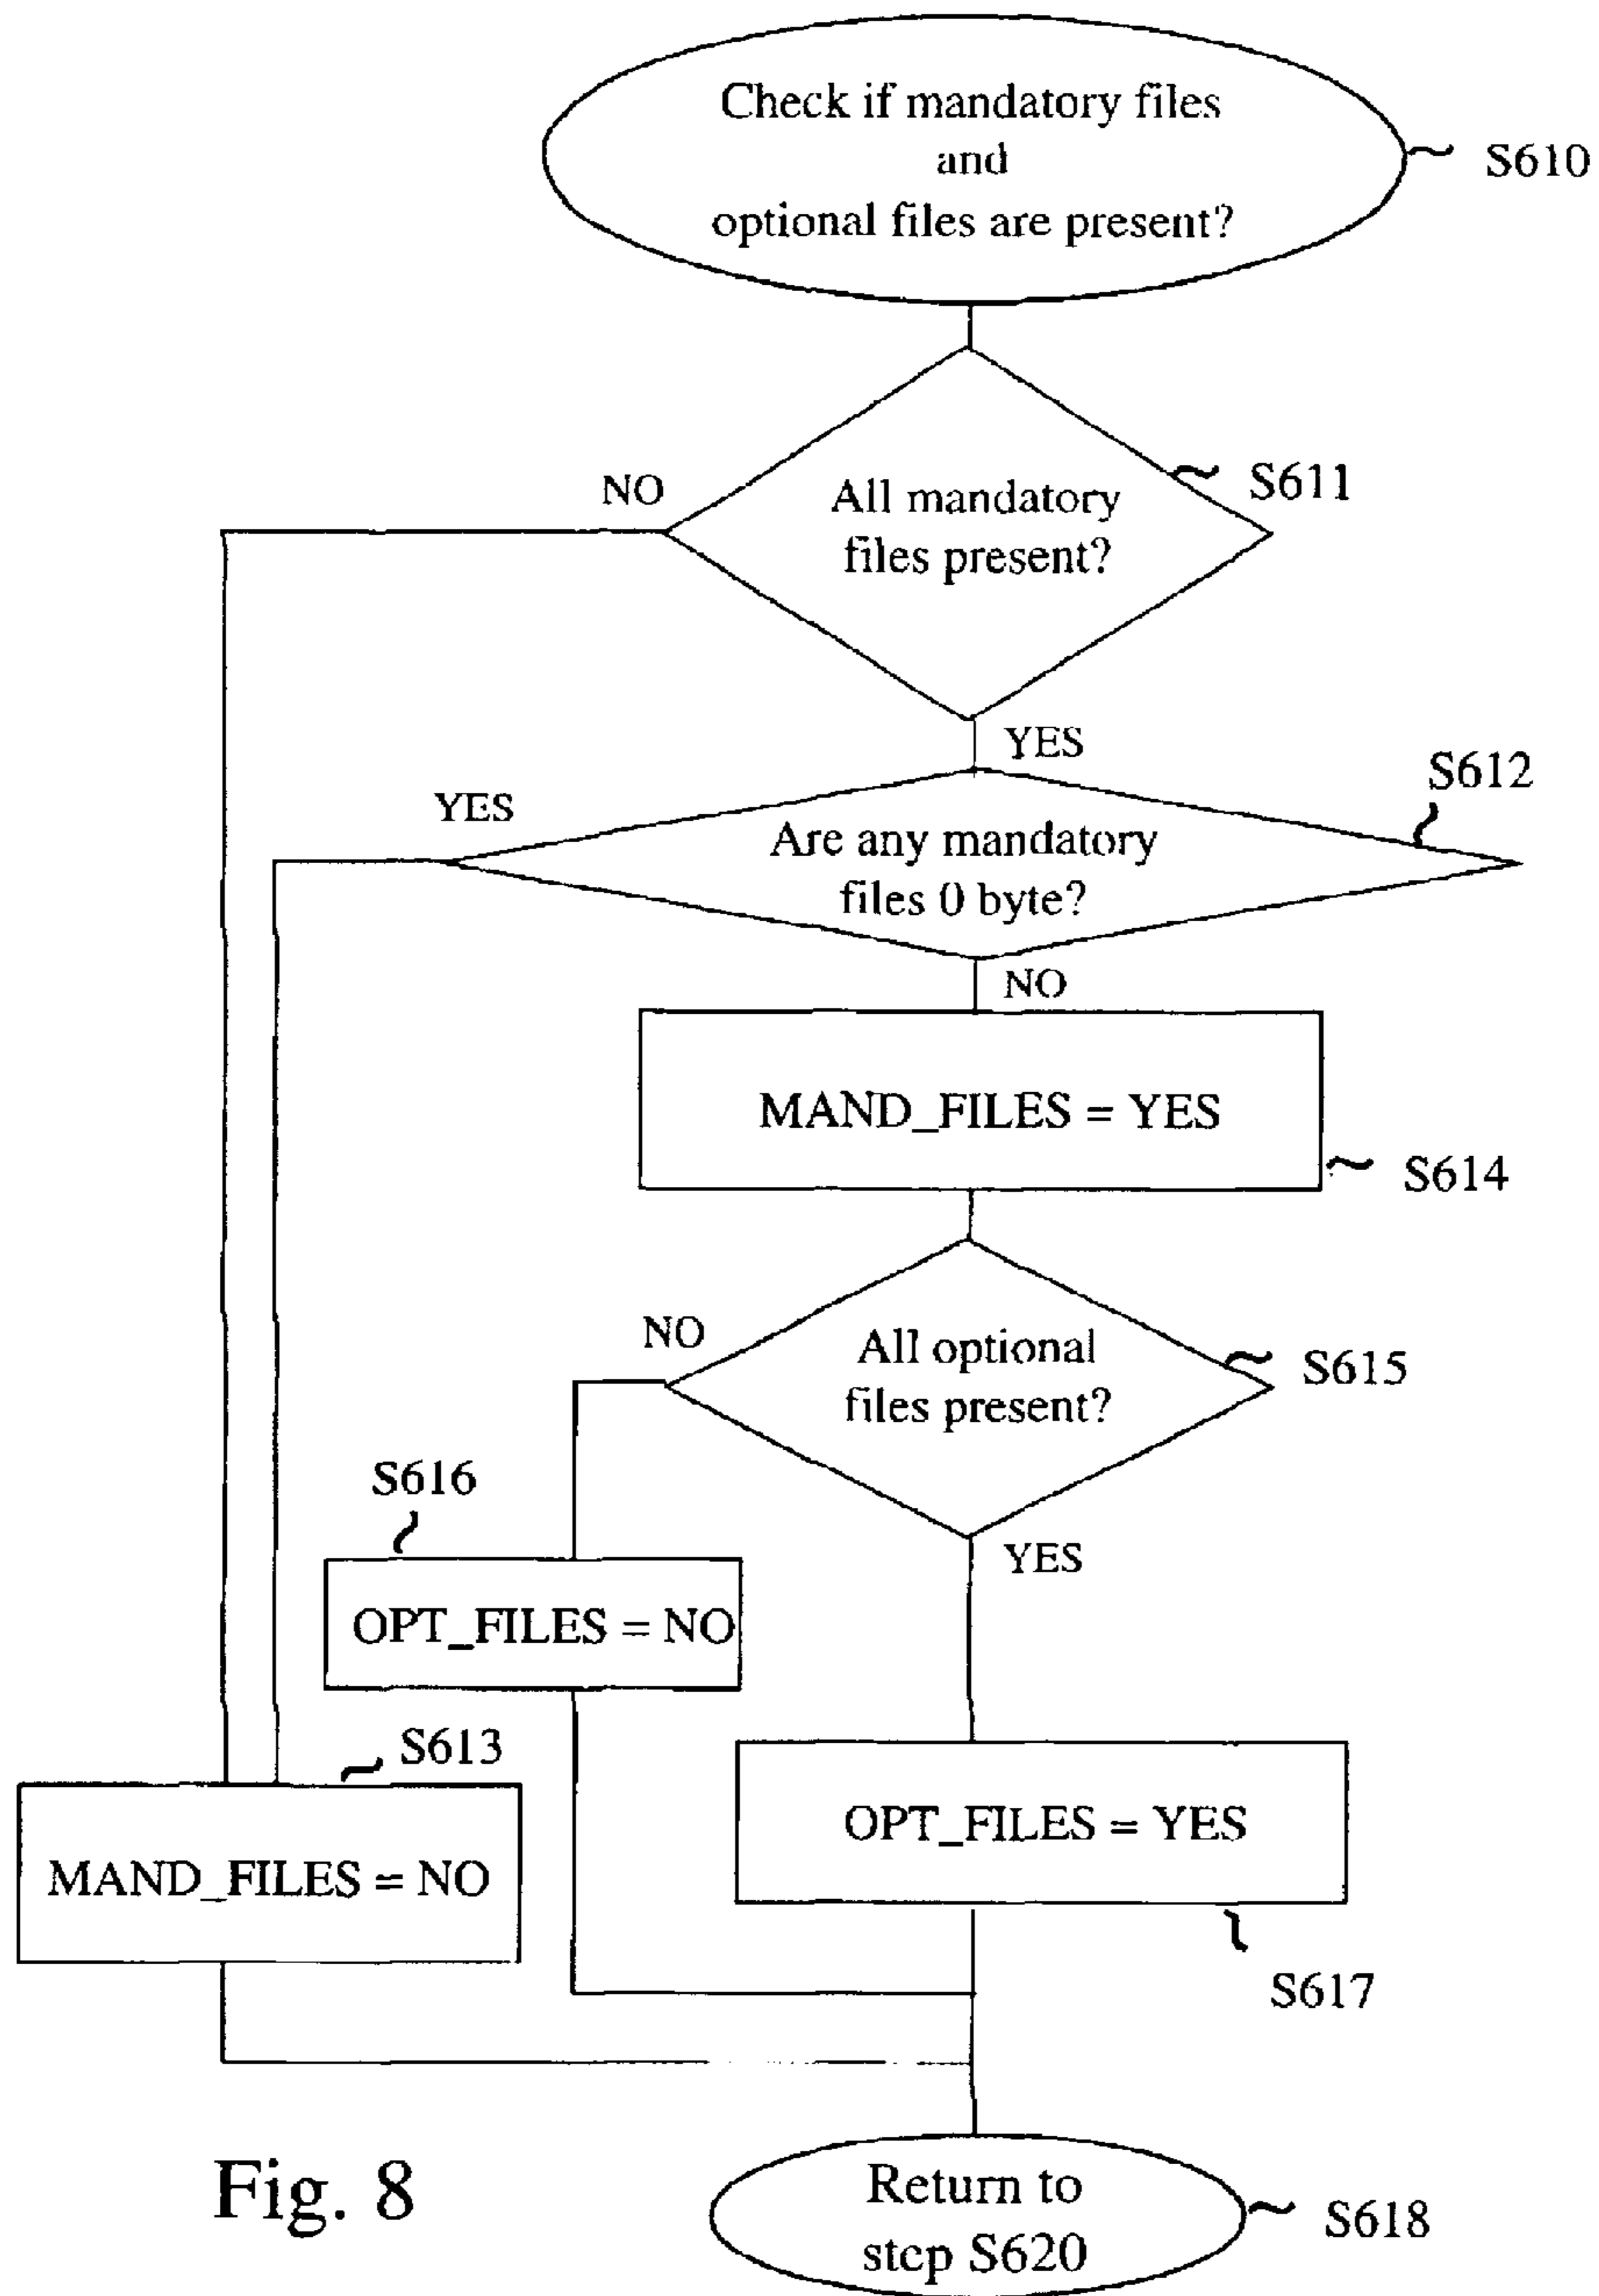 Check if mandatory files
and
optional files are present?
S610
All mandatory
files present?
S611
NO
YES
S612
YES
Are any mandatory
files 0 byte?
NO
MAND_FILES = YES
S614
NO
All optional
files present?
S615
S616
YES
OPT_FILES = NO
S613
OPT_FILES = YES
MAND_FILES = NO
S617
Fig. 8
Return to
step S620
S618